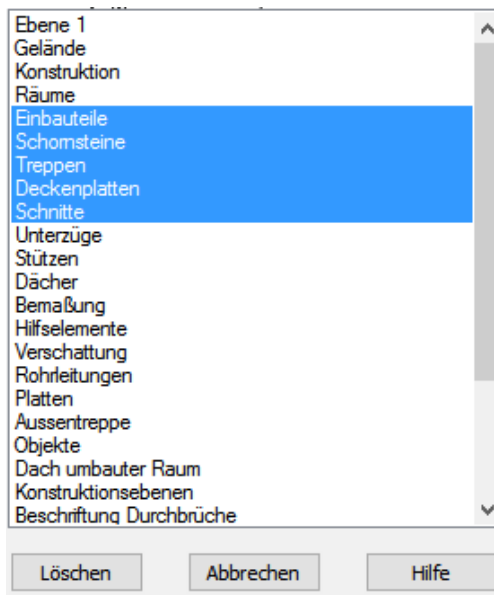 Ebene 1
Gelände
Konstruktion
Räume
Einbauteile
Schornsteine
Treppen
Deckenplatten
Schnitte
Unterzüge
Stützen
Dächer
Bemaßung
Hilfselemente
Verschattung
Rohrleitungen
Platten
Aussentreppe
Objekte
Dach umbauter Raum
Konstruktionsebenen
Beschriftung Durchbrüche
Löschen Abbrechen Hilfe